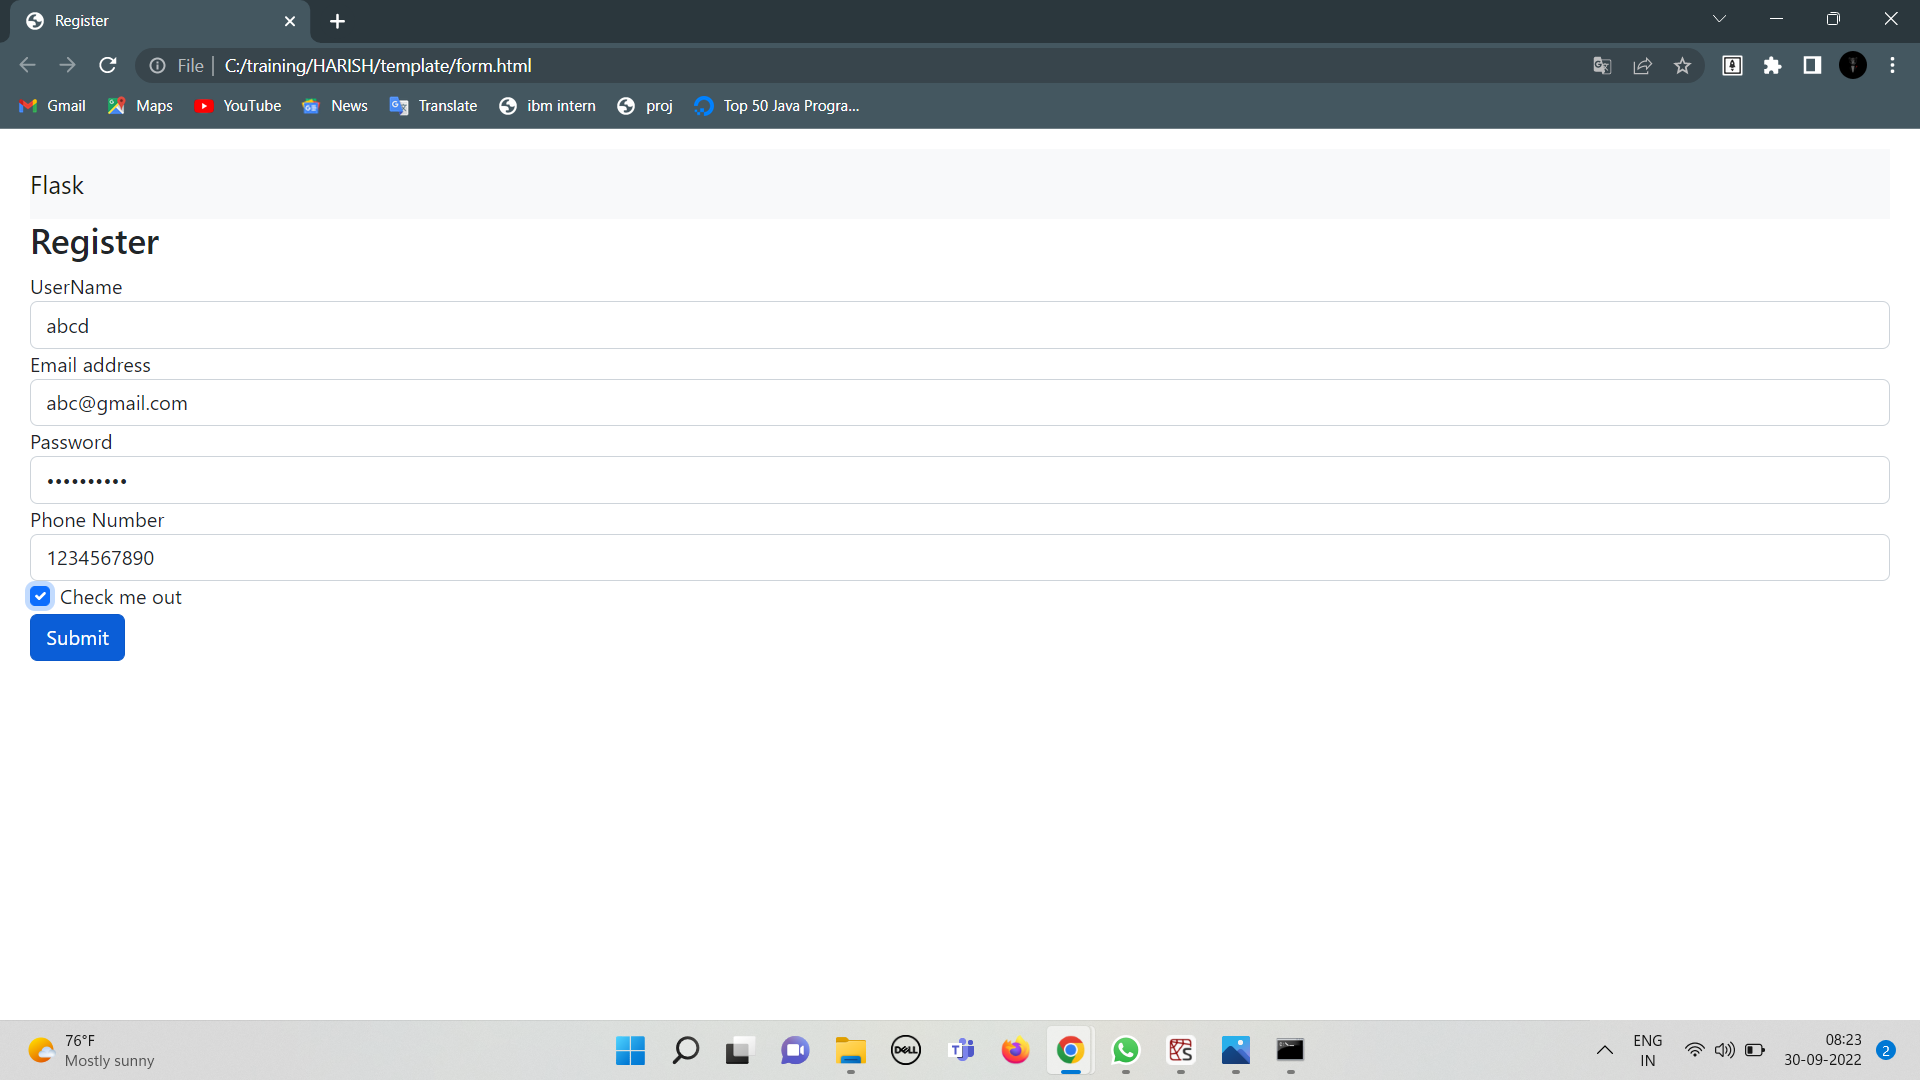 Register
File | C:/training/HARISH/template/form.html
Gmail Maps YouTube News Translate ibm intern proj Top 50 Java Progra...
Flask
Register
UserName
abcd
Email address
abc@gmail.com
Password
••••••••••
Phone Number
1234567890
Check me out
Submit
76°F
Mostly sunny
DELL
ENG
IN
08:23
30-09-2022
2